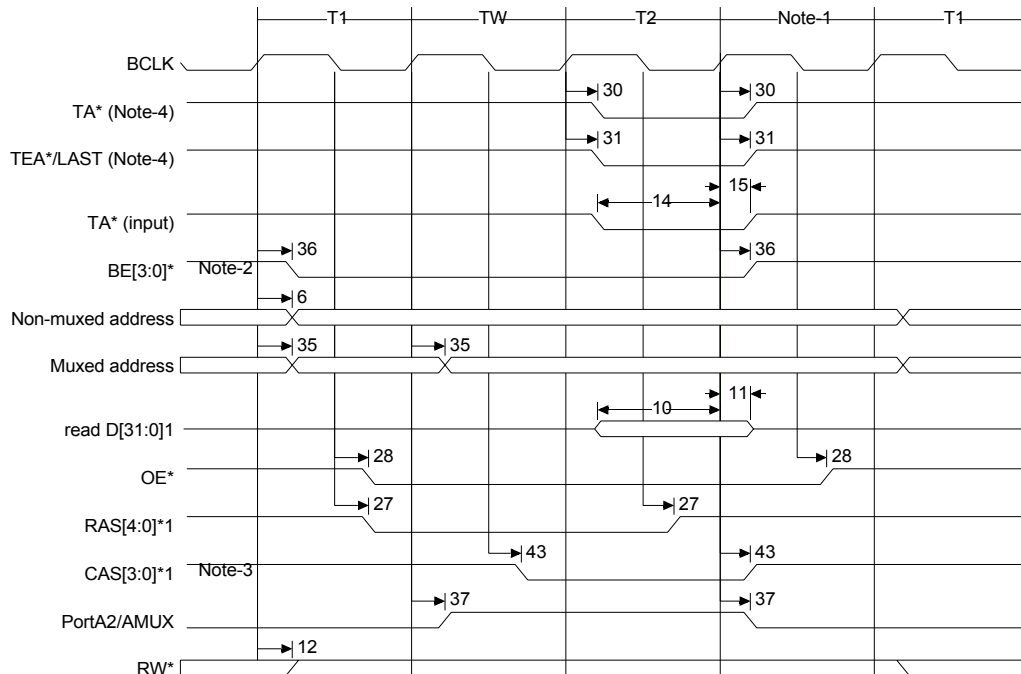 T1 TW T2 Note-1 T1
BCLK
30 30
TA* (Note-4)
31 31
TEA*/LAST (Note-4)
15
14
TA* (input)
36 36
BE[3:0]* Note-2
6
Non-muxed address
35 35
Muxed address
11
10
read D[31:0]1
28 28
OE*
27 27
RAS[4:0]*1
43 43
CAS[3:0]*1 Note-3
37 37
PortA2/AMUX
12
RW*